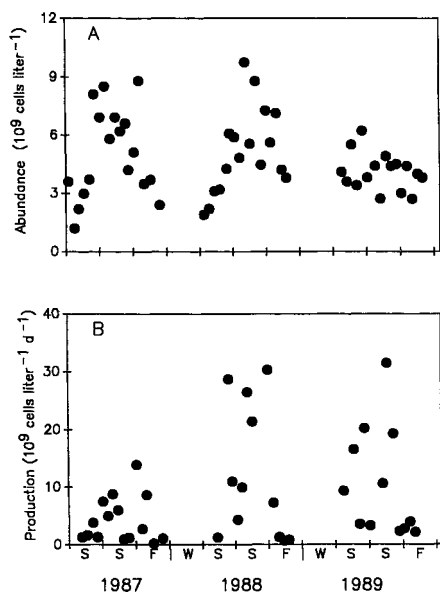 A
Abundance (10⁹ cells liter⁻¹)
12
9
6
3
0
B
Production (10⁹ cells liter⁻¹ d⁻¹)
40
30
20
10
0
S S F W S S F W S S F
1987 1988 1989